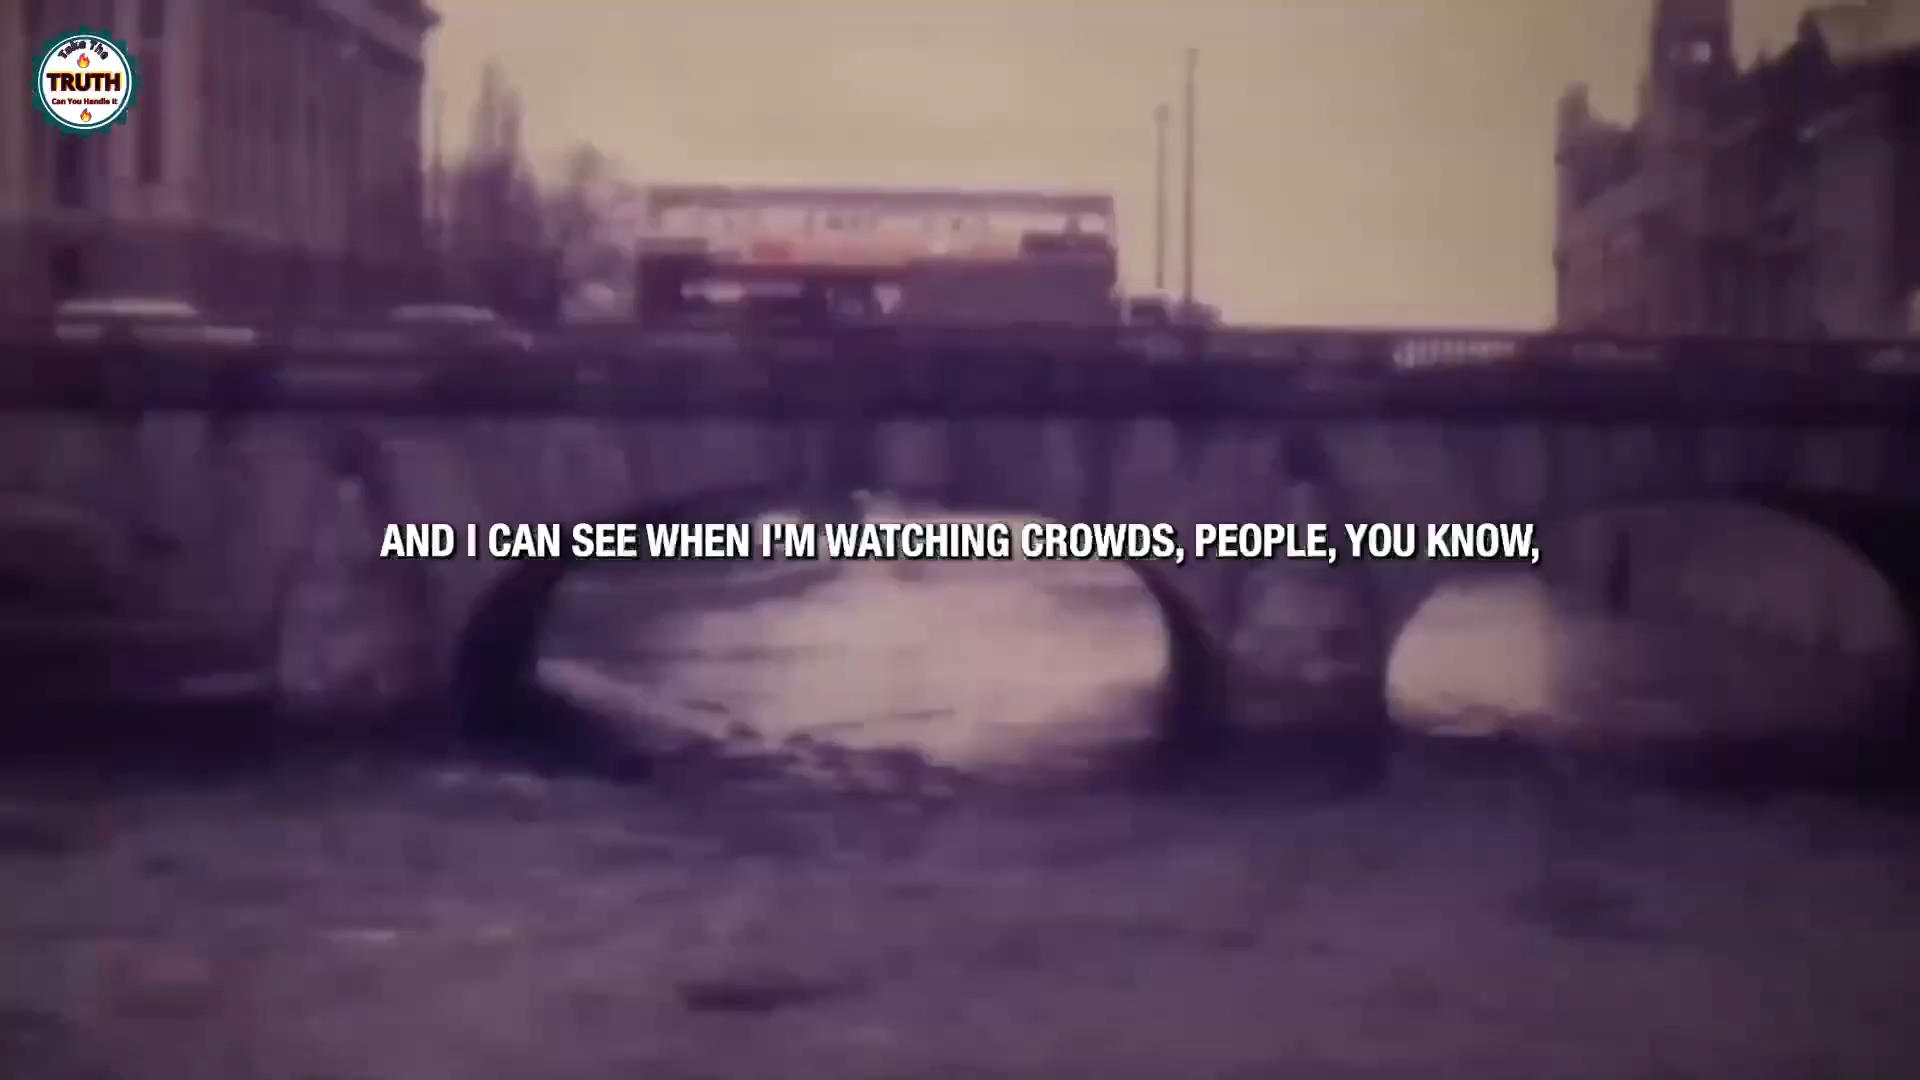 Take The
TRUTH
Can You Handle It
AND I CAN SEE WHEN I'M WATCHING CROWDS, PEOPLE, YOU KNOW,